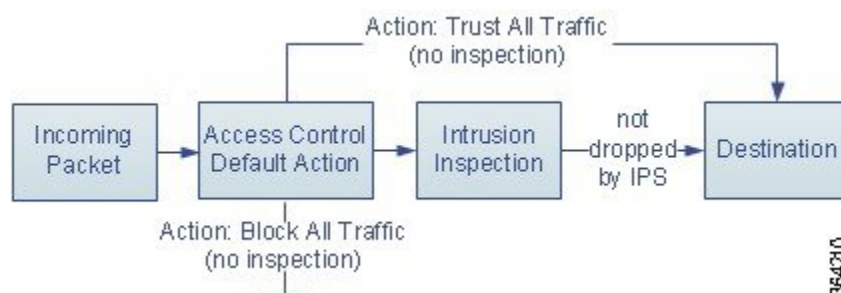 Action: Trust All Traffic
(no inspection)
Incoming
Packet
Access Control
Default Action
Intrusion
Inspection
not
dropped
by IPS
Destination
Action: Block All Traffic
(no inspection)
364210